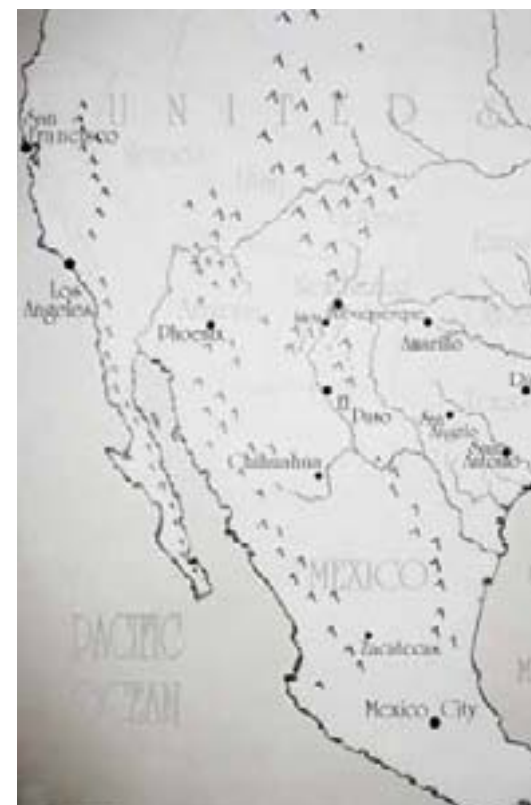 UNITED S
San
Francisco
Los
Angeles
Phoenix
Albuquerque
Amarillo
El
Paso
San
Angelo
San
Antonio
Chihuahua
MEXICO
PACIFIC
OCEAN
Zacatecas
Mexico City